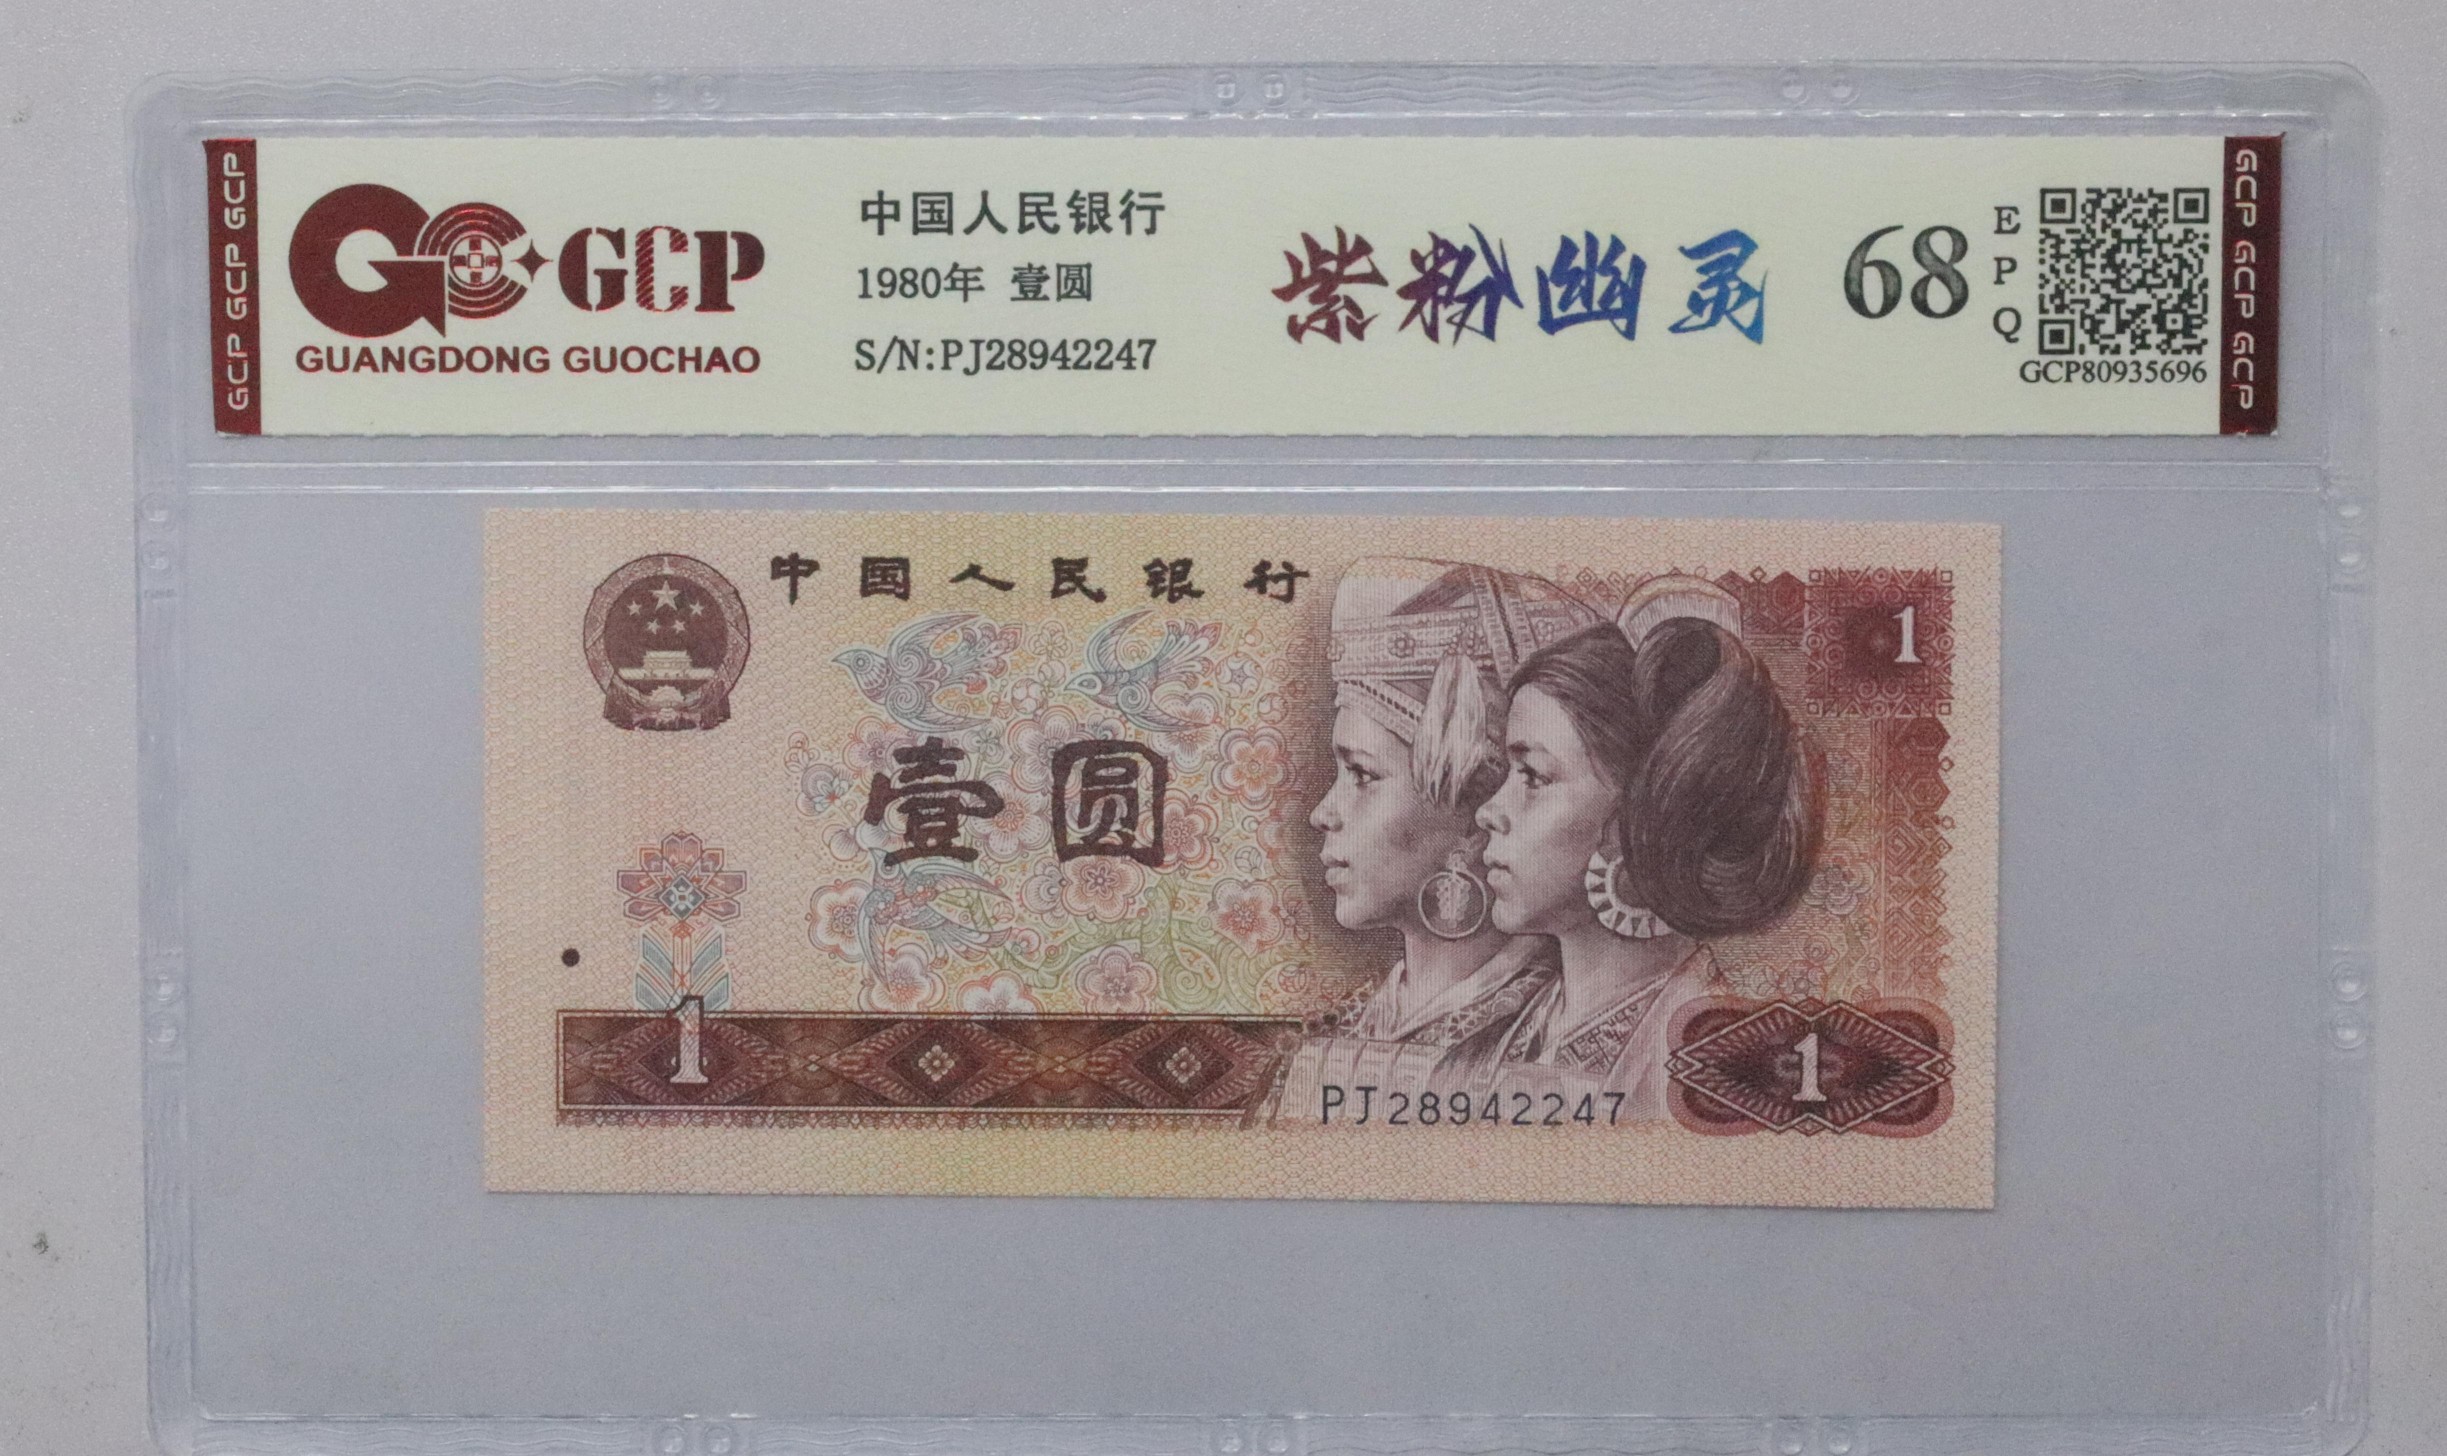 GCP GCP GCP
GCP
GUANGDONG GUOCHAO
中国人民银行
1980年 壹圆
S/N:PJ28942247
紫粉幽灵
68
E
P
Q
GCP80935696
GCP GCP GCP
中国人民银行
1
壹圆
1
PJ28942247
1